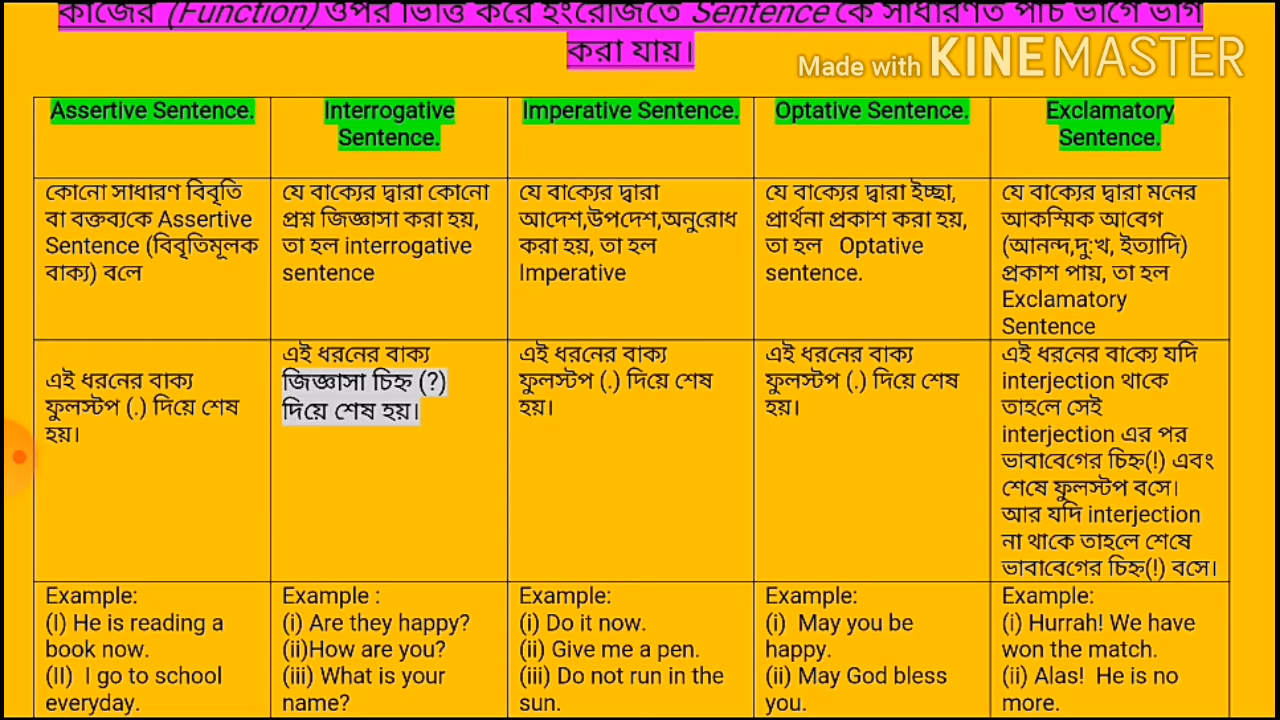 কাজের (Function) ওপর ভিত্তি করে ইংরেজিতে Sentence কে সাধারণত পাঁচ ভাগে ভাগ
করা যায়।
Made with KINEMASTER
Assertive Sentence.
Interrogative
Sentence.
Imperative Sentence.
Optative Sentence.
Exclamatory
Sentence.
কোনো সাধারণ বিবৃতি
বা বক্তব্যকে Assertive
Sentence (বিবৃতিমূলক
বাক্য) বলে
যে বাক্যের দ্বারা কোনো
প্রশ্ন জিজ্ঞাসা করা হয়,
তা হল interrogative
sentence
যে বাক্যের দ্বারা
আদেশ,উপদেশ,অনুরোধ
করা হয়, তা হল
Imperative
যে বাক্যের দ্বারা ইচ্ছা,
প্রার্থনা প্রকাশ করা হয়,
তা হল Optative
sentence.
যে বাক্যের দ্বারা মনের
আকস্মিক আবেগ
(আনন্দ,দু:খ, ইত্যাদি)
প্রকাশ পায়, তা হল
Exclamatory
Sentence
এই ধরনের বাক্য
ফুলস্টপ (.) দিয়ে শেষ
হয়।
এই ধরনের বাক্য
জিজ্ঞাসা চিহ্ন (?)
দিয়ে শেষ হয়।
এই ধরনের বাক্য
ফুলস্টপ (.) দিয়ে শেষ
হয়।
এই ধরনের বাক্য
ফুলস্টপ (.) দিয়ে শেষ
হয়।
এই ধরনের বাক্যে যদি
interjection থাকে
তাহলে সেই
interjection এর পর
ভাবাবেগের চিহ্ন(!) এবং
শেষে ফুলস্টপ বসে।
আর যদি interjection
না থাকে তাহলে শেষে
ভাবাবেগের চিহ্ন(!) বসে।
Example:
(I) He is reading a
book now.
(II) I go to school
everyday.
Example :
(i) Are they happy?
(ii)How are you?
(iii) What is your
name?
Example:
(i) Do it now.
(ii) Give me a pen.
(iii) Do not run in the
sun.
Example:
(i) May you be
happy.
(ii) May God bless
you.
Example:
(i) Hurrah! We have
won the match.
(ii) Alas! He is no
more.